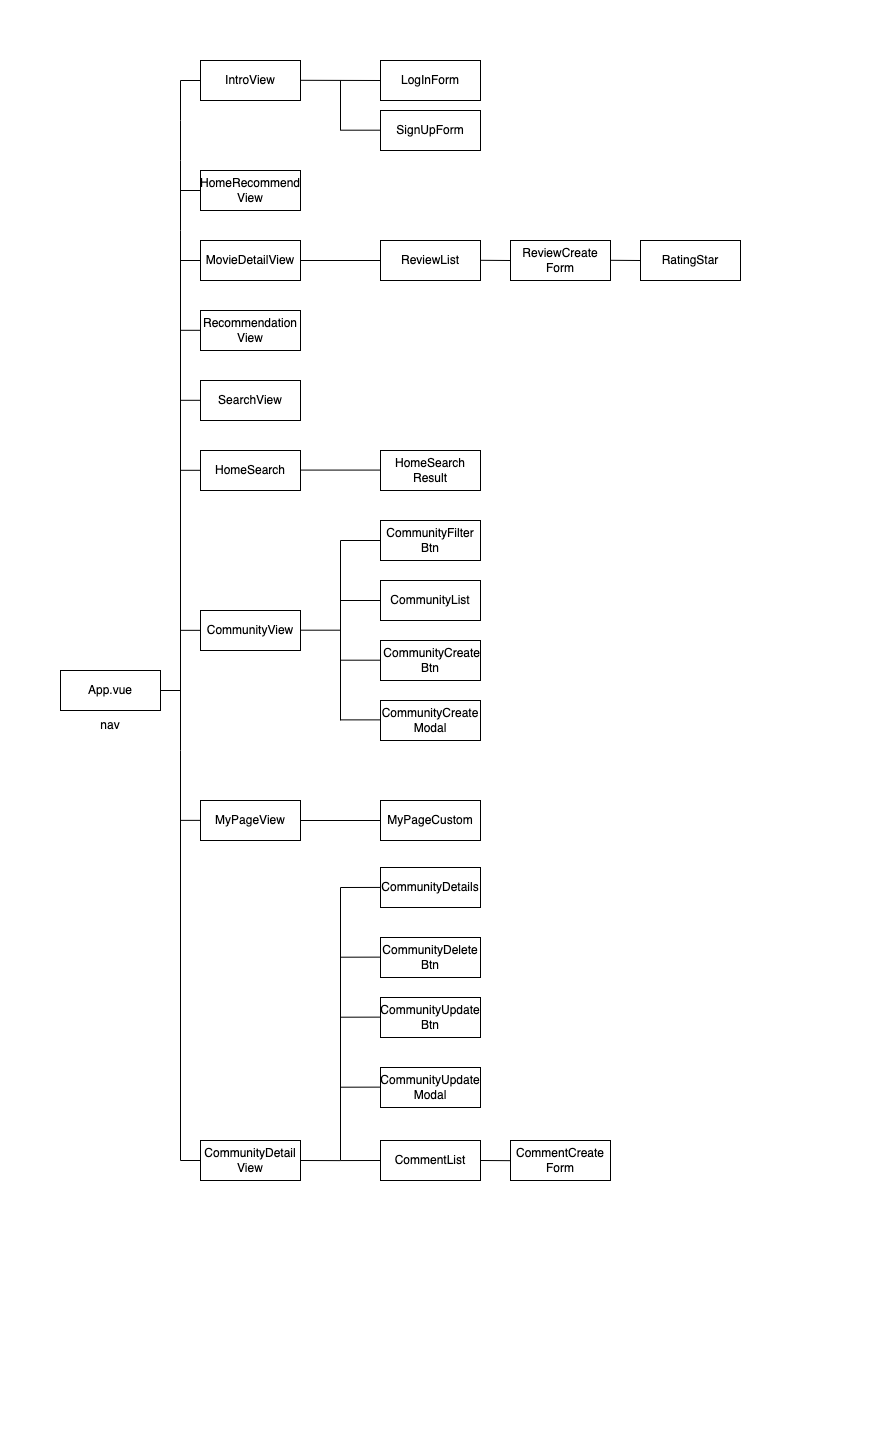 IntroView
LogInForm
SignUpForm
HomeRecommend
View
MovieDetailView
ReviewList
ReviewCreate
Form
RatingStar
Recommendation
View
SearchView
HomeSearch
HomeSearch
Result
CommunityFilter
Btn
CommunityList
CommunityView
CommunityCreate
Btn
App.vue
nav
CommunityCreate
Modal
MyPageView
MyPageCustom
CommunityDetails
CommunityDelete
Btn
CommunityUpdate
Btn
CommunityUpdate
Modal
CommunityDetail
View
CommentList
CommentCreate
Form